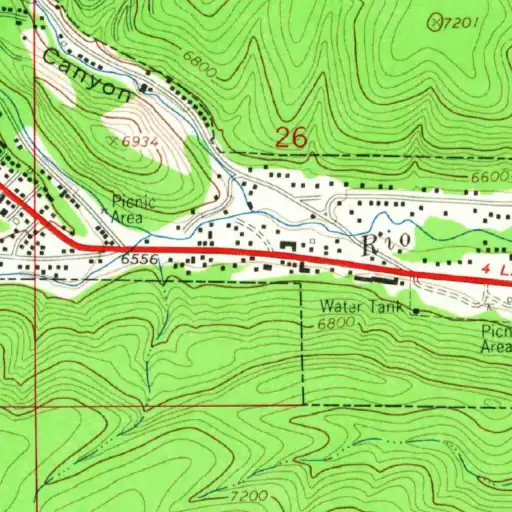 7201
6800
Canyon
26
6934
6600
Picnic
Area
Rio
6556
4 L
Water Tank
6800
Picn
Area
7200